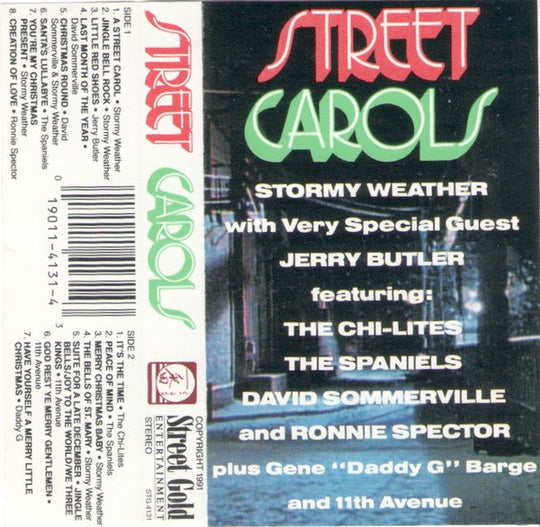 STREET
CAROLS
STORMY WEATHER
with Very Special Guest
JERRY BUTLER
featuring:
THE CHI-LITES
THE SPANIELS
DAVID SOMMERVILLE
and RONNIE SPECTOR
plus Gene "Daddy G" Barge
and 11th Avenue
STREET CAROLS
COPYRIGHT 1991
Street Gold
ENTERTAINMENT
STEREO
STG 4131
SIDE 1
1. A STREET CAROL • Stormy Weather
2. JINGLE BELL ROCK • Stormy Weather
3. LITTLE RED SHOES • Jerry Butler
4. LAST MONTH OF THE YEAR •
David Sommerville
5. CHRISTMAS ROUND • David
Sommerville & Stormy Weather
6. SANTA'S LULLABYE • The Spaniels
7. YOU'RE MY CHRISTMAS
PRESENT • Stormy Weather
8. CREATION OF LOVE • Ronnie Spector
0 19011-4131-4 3
SIDE 2
1. IT'S THE TIME • The Chi-Lites
2. PEACE OF MIND • The Spaniels
3. MERRY CHRISTMAS BABY • Stormy Weather
4. THE BELLS OF ST. MARY • Stormy Weather
5. SUITE FOR A LATE DECEMBER • JINGLE
BELLS/JOY TO THE WORLD/WE THREE
KINGS • 11th Avenue
6. GOD REST YE MERRY GENTLEMEN •
11th Avenue
7. HAVE YOURSELF A MERRY LITTLE
CHRISTMAS • Daddy G